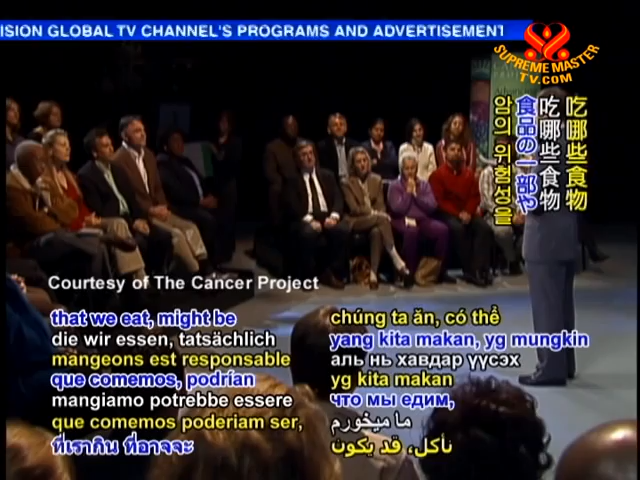 ISION GLOBAL TV CHANNEL'S PROGRAMS AND ADVERTISEMENT
SUPREME MASTER
TV.COM
吃哪些食物
吃哪些食物
食品の一部や
암의 위험성을
Courtesy of The Cancer Project
that we eat, might be
die wir essen, tatsächlich
mangeons est responsable
que comemos, podrían
mangiamo potrebbe essere
que comemos poderiam ser,
ที่เรากิน ที่อาจจะ
chúng ta ăn, có thể
yang kita makan, yg mungkin
аль нь хавдар үүсэх
yg kita makan
что мы едим,
ما میخورم
نأكل، قد يكون